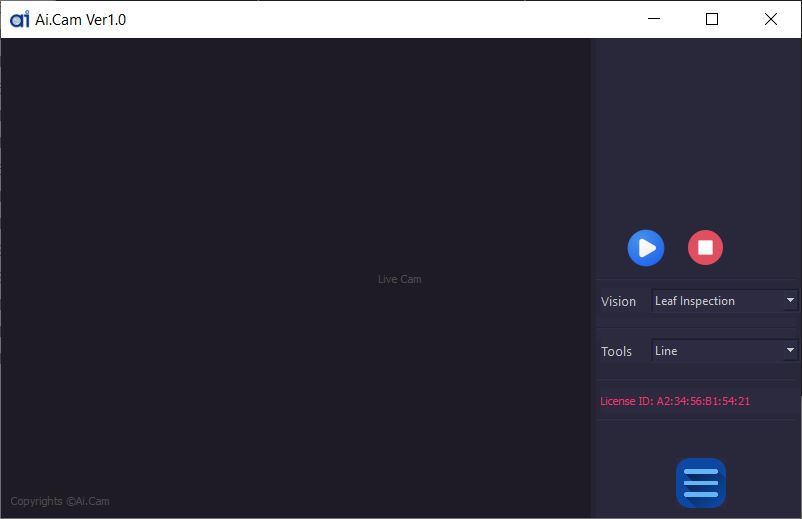 ai Ai.Cam Ver1.0
Live Cam
Vision Leaf Inspection
Tools Line
License ID: A2:34:56:B1:54:21
Copyrights ©Ai.Cam